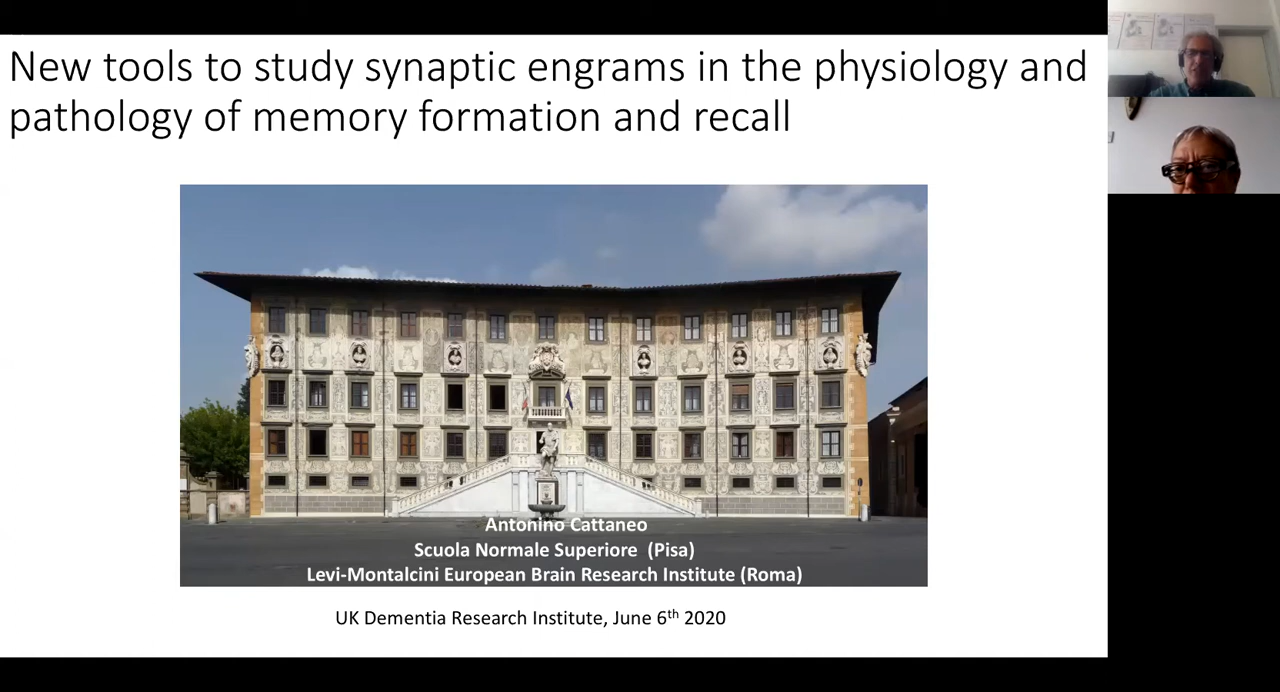 New tools to study synaptic engrams in the physiology and
pathology of memory formation and recall
Antonino Cattaneo
Scuola Normale Superiore (Pisa)
Levi-Montalcini European Brain Research Institute (Roma)
UK Dementia Research Institute, June 6th 2020